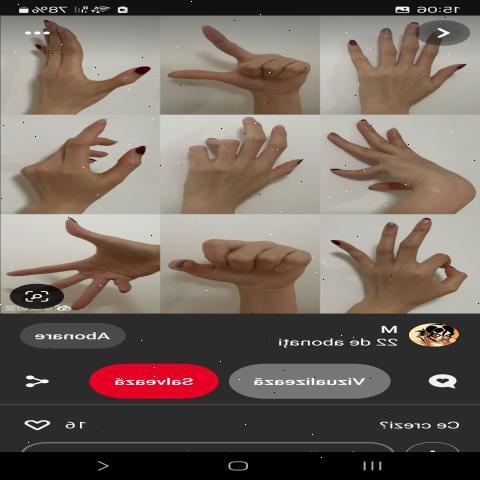 15:06
78%
M
22 de abonați
Abonare
Vizualizează
Salvează
Ce crezi?
16